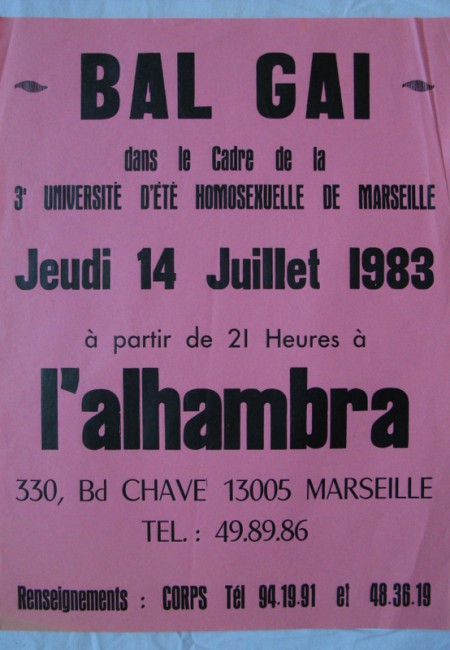 BAL GAI
dans le Cadre de la
3e UNIVERSITÈ D'ÉTÉ HOMOSEXUELLE DE MARSEILLE
Jeudi 14 Juillet 1983
à partir de 21 Heures à
l'alhambra
330, Bd CHAVE 13005 MARSEILLE
TEL. : 49.89.86
Renseignements : CORPS Tél 94.19.91 et 48.36.19